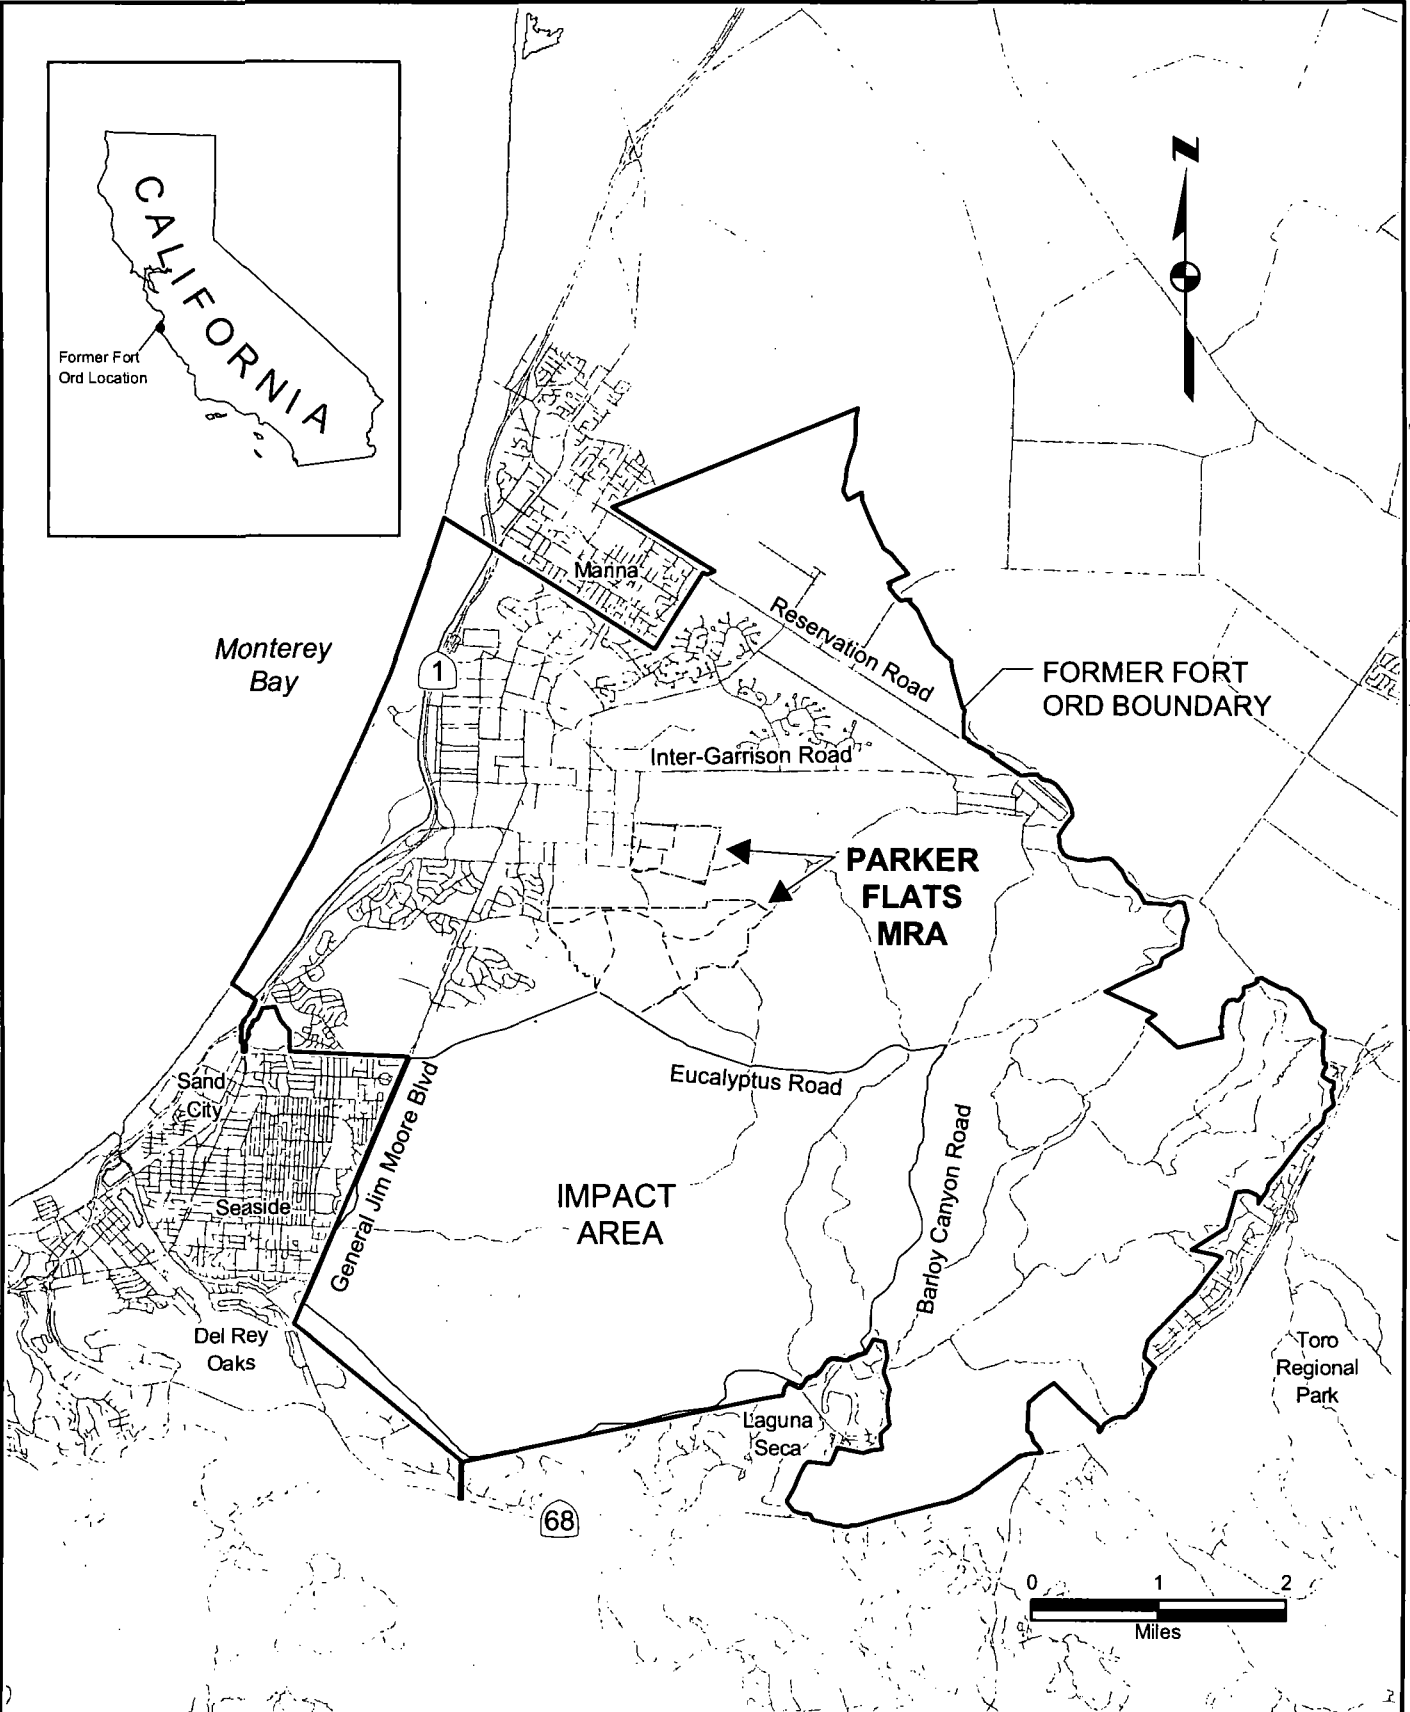 N
CALIFORNIA
Former Fort
Ord Location
Marina
Monterey
Bay
1
Reservation Road
FORMER FORT
ORD BOUNDARY
Inter-Garrison Road
PARKER
FLATS
MRA
Eucalyptus Road
Sand
City
General Jim Moore Blvd
Seaside
IMPACT
AREA
Barloy Canyon Road
Del Rey
Oaks
Toro
Regional
Park
Laguna
Seca
68
0 1 2
Miles